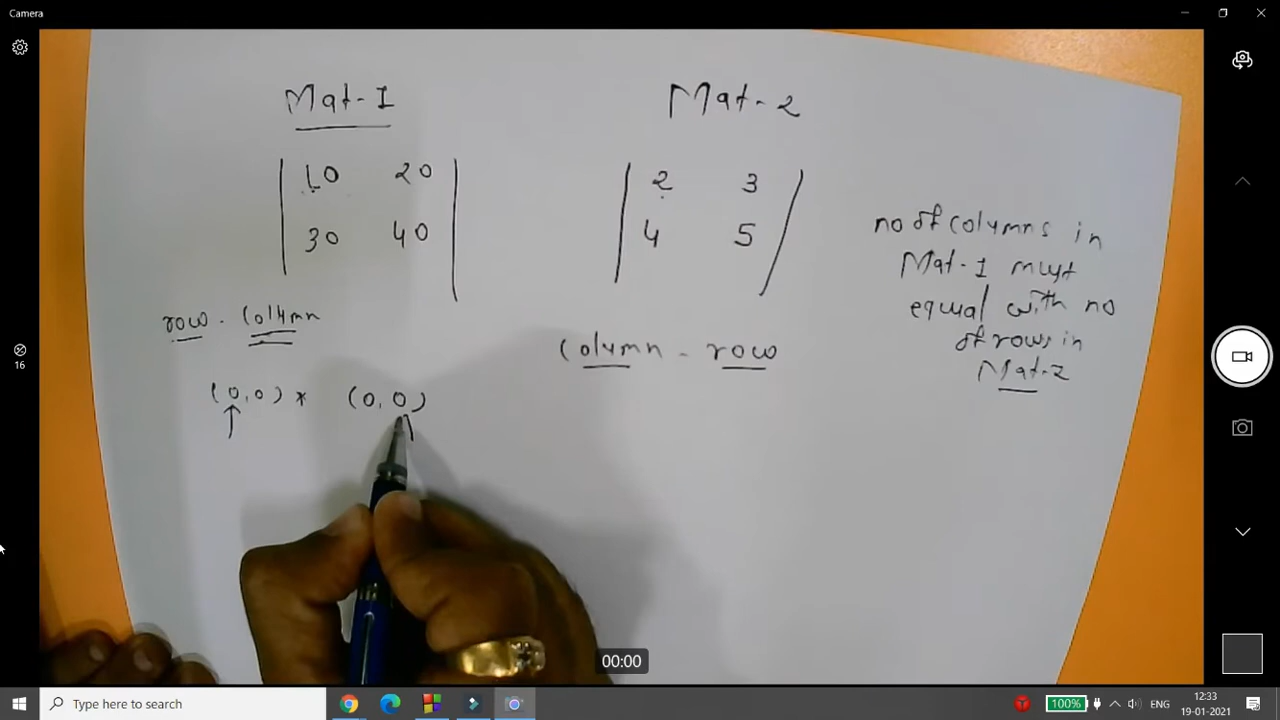 Camera
Mat-1
Mat-2
10 20
30 40
2 3
4 5
no of columns in
Mat-1 must
equal with no
of rows in
Mat-2
row - Column
Column - row
(0,0) * (0,0)
16
00:00
Type here to search
100%
ENG
12:33
19-01-2021